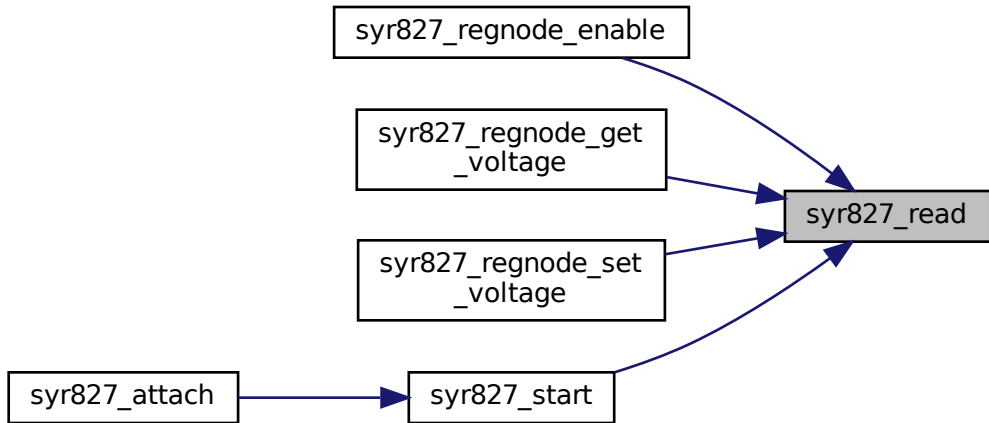 syr827_regnode_enable
syr827_regnode_get
_voltage
syr827_read
syr827_regnode_set
_voltage
syr827_attach
syr827_start